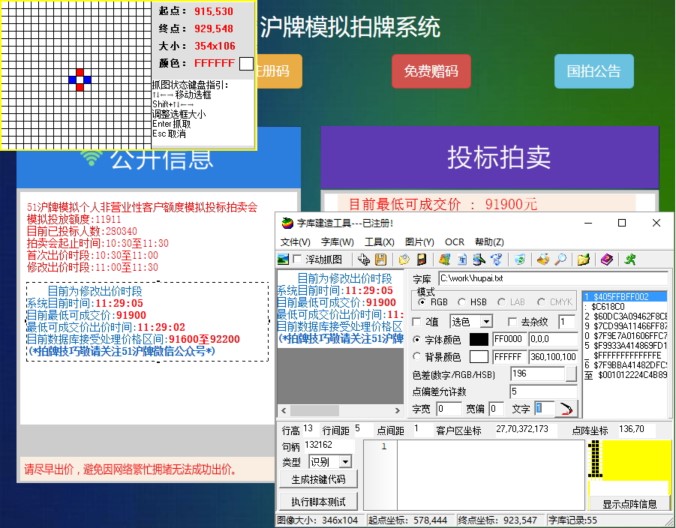 起点: 915,530
终点: 929,548
大小: 354x106
颜色: FFFFFF
抓图状态键盘指引:
↑↓←→移动选框
Shift+↑↓←→
调整选框大小
Enter抓取
Esc取消
沪牌模拟拍牌系统
注册码
免费赠码
国拍公告
公开信息
投标拍卖
51沪牌模拟个人非营业性客户额度模拟投标拍卖会
模拟投放额度:11911
目前已投标人数:280340
拍卖会起止时间:10:30至11:30
首次出价时段:10:30至11:00
修改出价时段:11:00至11:30
目前为修改出价时段
系统目前时间:11:29:05
目前最低可成交价:91900
最低可成交价出价时间:11:29:02
目前数据库接受处理价格区间:91600至92200
(*拍牌技巧敬请关注51沪牌微信公众号*)
请尽早出价，避免因网络繁忙拥堵无法成功出价。
目前最低可成交价 : 91900元
字库建造工具---已注册!
文件(V) 字库(W) 工具(X) 图片(Y) OCR 帮助(Z)
浮动抓图
目前为修改出价时段
系统目前时间:11:29:05
目前最低可成交价:91900
最低可成交价出价时间:11
目前数据库接受处理价格区
(*拍牌技巧敬请关注51沪牌
字库 C:\work\hupai.txt
模式
RGB HSB LAB CMYK
2值 选色 去杂纹 1
字体颜色 FF0000 0,0,0
背景颜色 FFFFFF 360,100,100
色差(数字/RGB/HSB) 196
点偏差允许数 5
字宽 0 宽偏 0 文字 1
1 $405FFBFF002
: $C618C0
2 $60DC3A09462F8CE
9 $7CD99A11466FF87
0 $7F9E7A01606FFC7
5 $F9933A414869FD1
一 $FFFFFFFFFFFFFE
6 $7F9BBA41482DFC9
至 $001012224C4B89
行高 13 行间距 5 点间距 1 客户区坐标 27,70,372,173 点阵坐标 136,70
句柄 132162
类型 识别
生成按键代码
执行脚本测试
1
显示点阵信息
图像大小: 346x104 起点坐标: 578,444 终点坐标: 923,547 字库记录:55